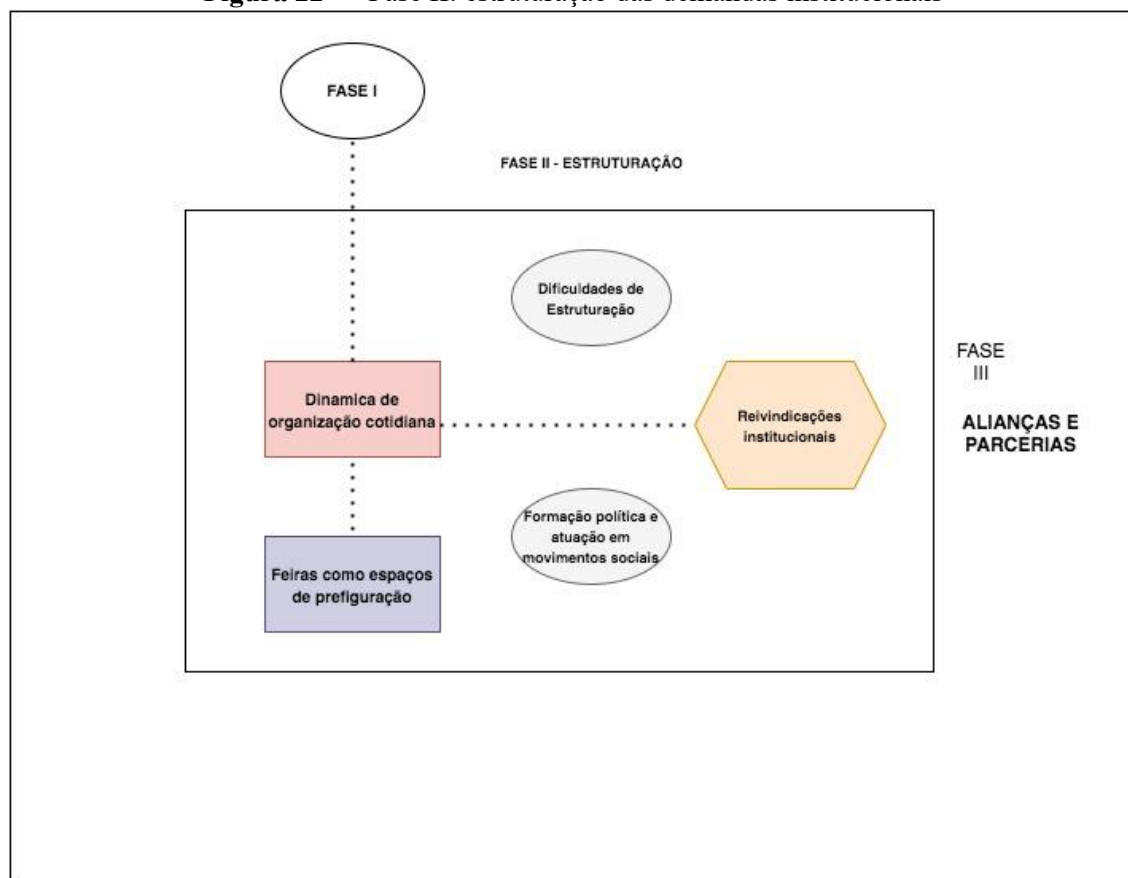 FASE I
FASE II - ESTRUTURAÇÃO
Dificuldades de
Estruturação
FASE
III
Dinamica de
organização cotidiana
Reivindicações
institucionais
ALIANÇAS E
PARCERIAS
Formação política e
atuação em
movimentos sociais
Feiras como espaços
de prefiguração